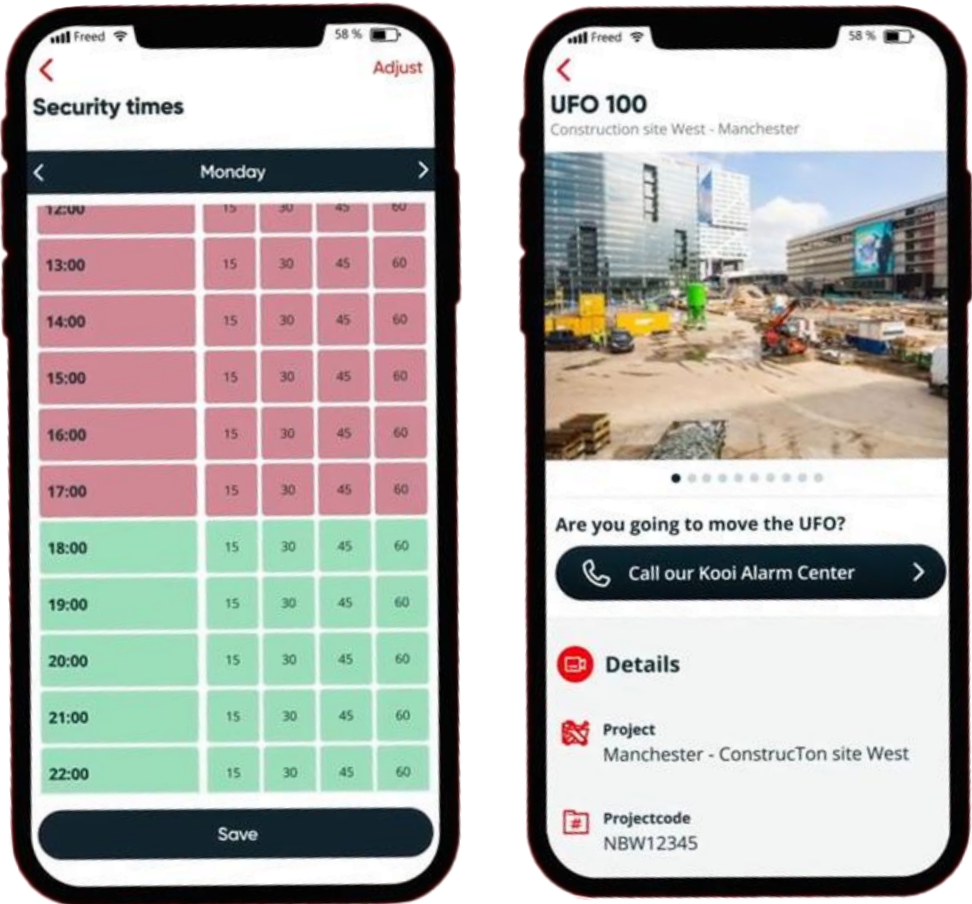 Freed
58 %
Adjust
Security times
Monday
12:00 15 30 45 60
13:00 15 30 45 60
14:00 15 30 45 60
15:00 15 30 45 60
16:00 15 30 45 60
17:00 15 30 45 60
18:00 15 30 45 60
19:00 15 30 45 60
20:00 15 30 45 60
21:00 15 30 45 60
22:00 15 30 45 60
Save
Freed
58 %
UFO 100
Construction site West - Manchester
Are you going to move the UFO?
Call our Kooi Alarm Center
Details
Project
Manchester - ConstrucTon site West
#
Projectcode
NBW12345